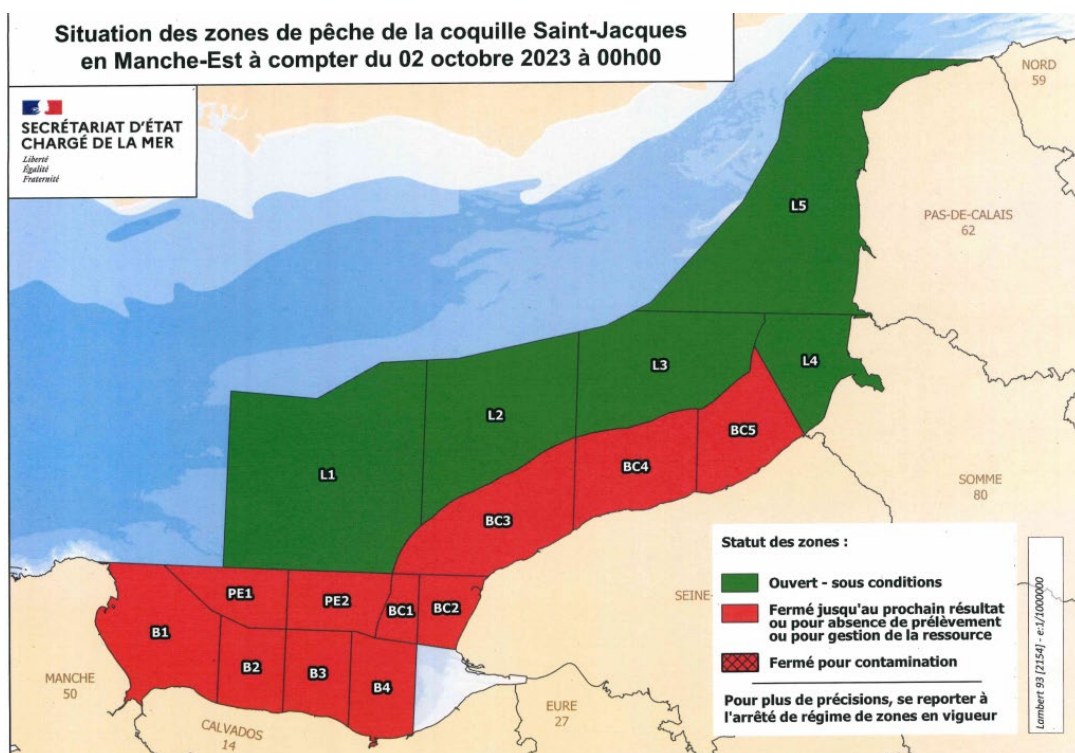 Situation des zones de pêche de la coquille Saint-Jacques
en Manche-Est à compter du 02 octobre 2023 à 00h00
SECRÉTARIAT D'ÉTAT
CHARGÉ DE LA MER
Liberté
Égalité
Fraternité
NORD
59
L5
PAS-DE-CALAIS
62
L3
L4
L2
BC5
L1
BC4
SOMME
80
BC3
PE1
PE2
BC1
BC2
B1
B2
B3
B4
MANCHE
50
CALVADOS
14
EURE
27
SEINE-
Statut des zones :
Ouvert - sous conditions
Fermé jusqu'au prochain résultat
ou pour absence de prélèvement
ou pour gestion de la ressource
Fermé pour contamination
Pour plus de précisions, se reporter à
l'arrêté de régime de zones en vigueur
Lambert 93 [2154] - e:1/1000000